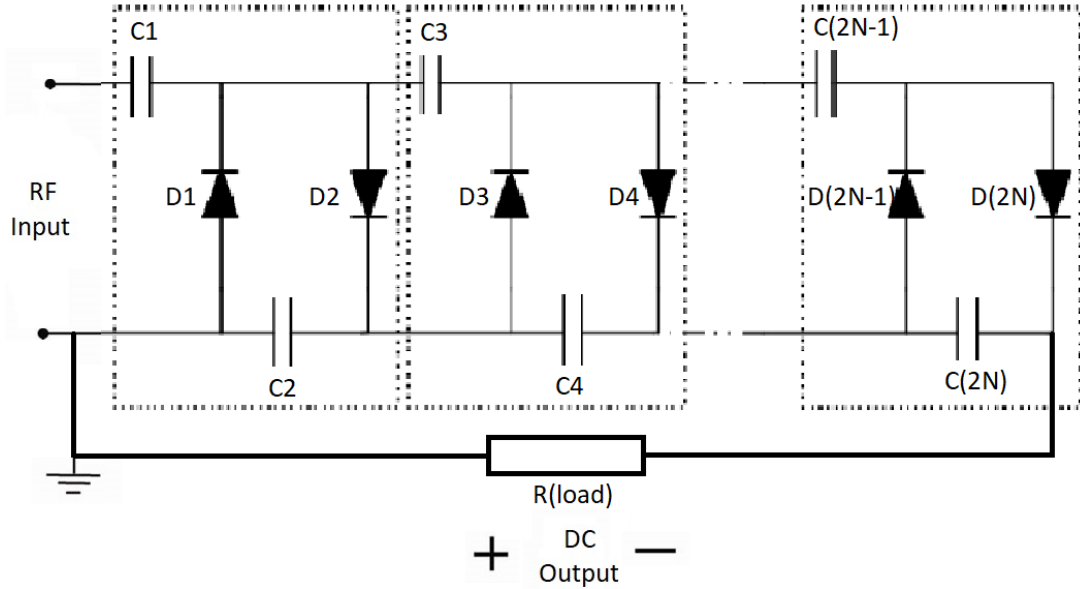 C1
C3
C(2N-1)
RF
Input
D1
D2
D3
D4
D(2N-1)
D(2N)
C2
C4
C(2N)
R(load)
+ DC —
Output